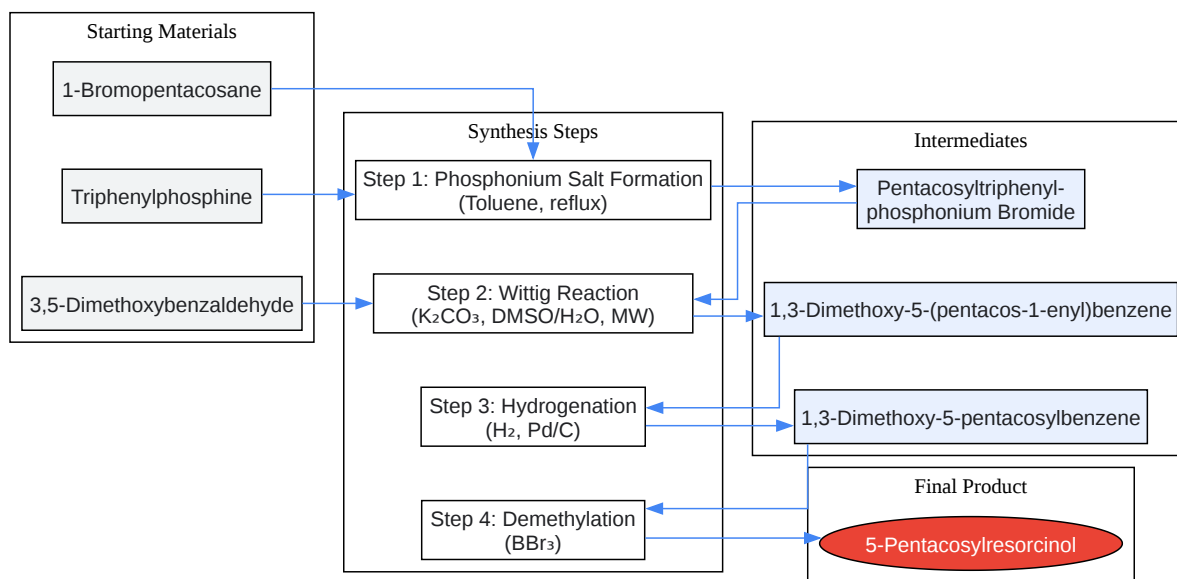 Starting Materials
1-Bromopentacosane
Triphenylphosphine
3,5-Dimethoxybenzaldehyde
Synthesis Steps
Step 1: Phosphonium Salt Formation
(Toluene, reflux)
Step 2: Wittig Reaction
(K₂CO₃, DMSO/H₂O, MW)
Step 3: Hydrogenation
(H₂, Pd/C)
Step 4: Demethylation
(BBr₃)
Intermediates
Pentacosyltriphenyl-
phosphonium Bromide
1,3-Dimethoxy-5-(pentacos-1-enyl)benzene
1,3-Dimethoxy-5-pentacosylbenzene
Final Product
5-Pentacosylresorcinol